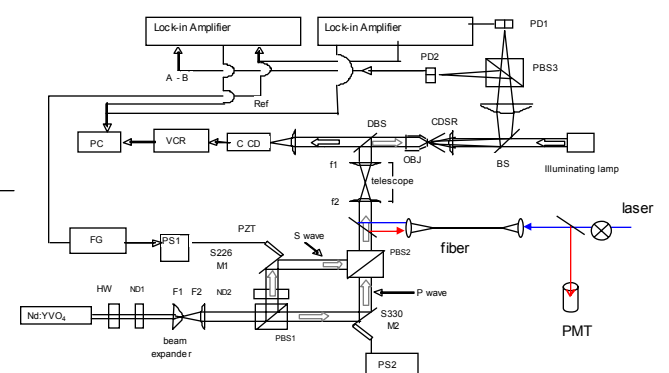 Lock-in Amplifier
Lock-in Amplifier
PD1
PD2
PBS3
A - B
Ref
DBS
CDSR
PC
VCR
C CD
OBJ
BS
Illuminating lamp
f1
telescope
f2
laser
fiber
PZT
S wave
FG
PS1
S226
M1
PBS2
P wave
HW
ND1
F1
F2
ND2
S330
M2
Nd:YVO4
PBS1
beam
expander
PS2
PMT